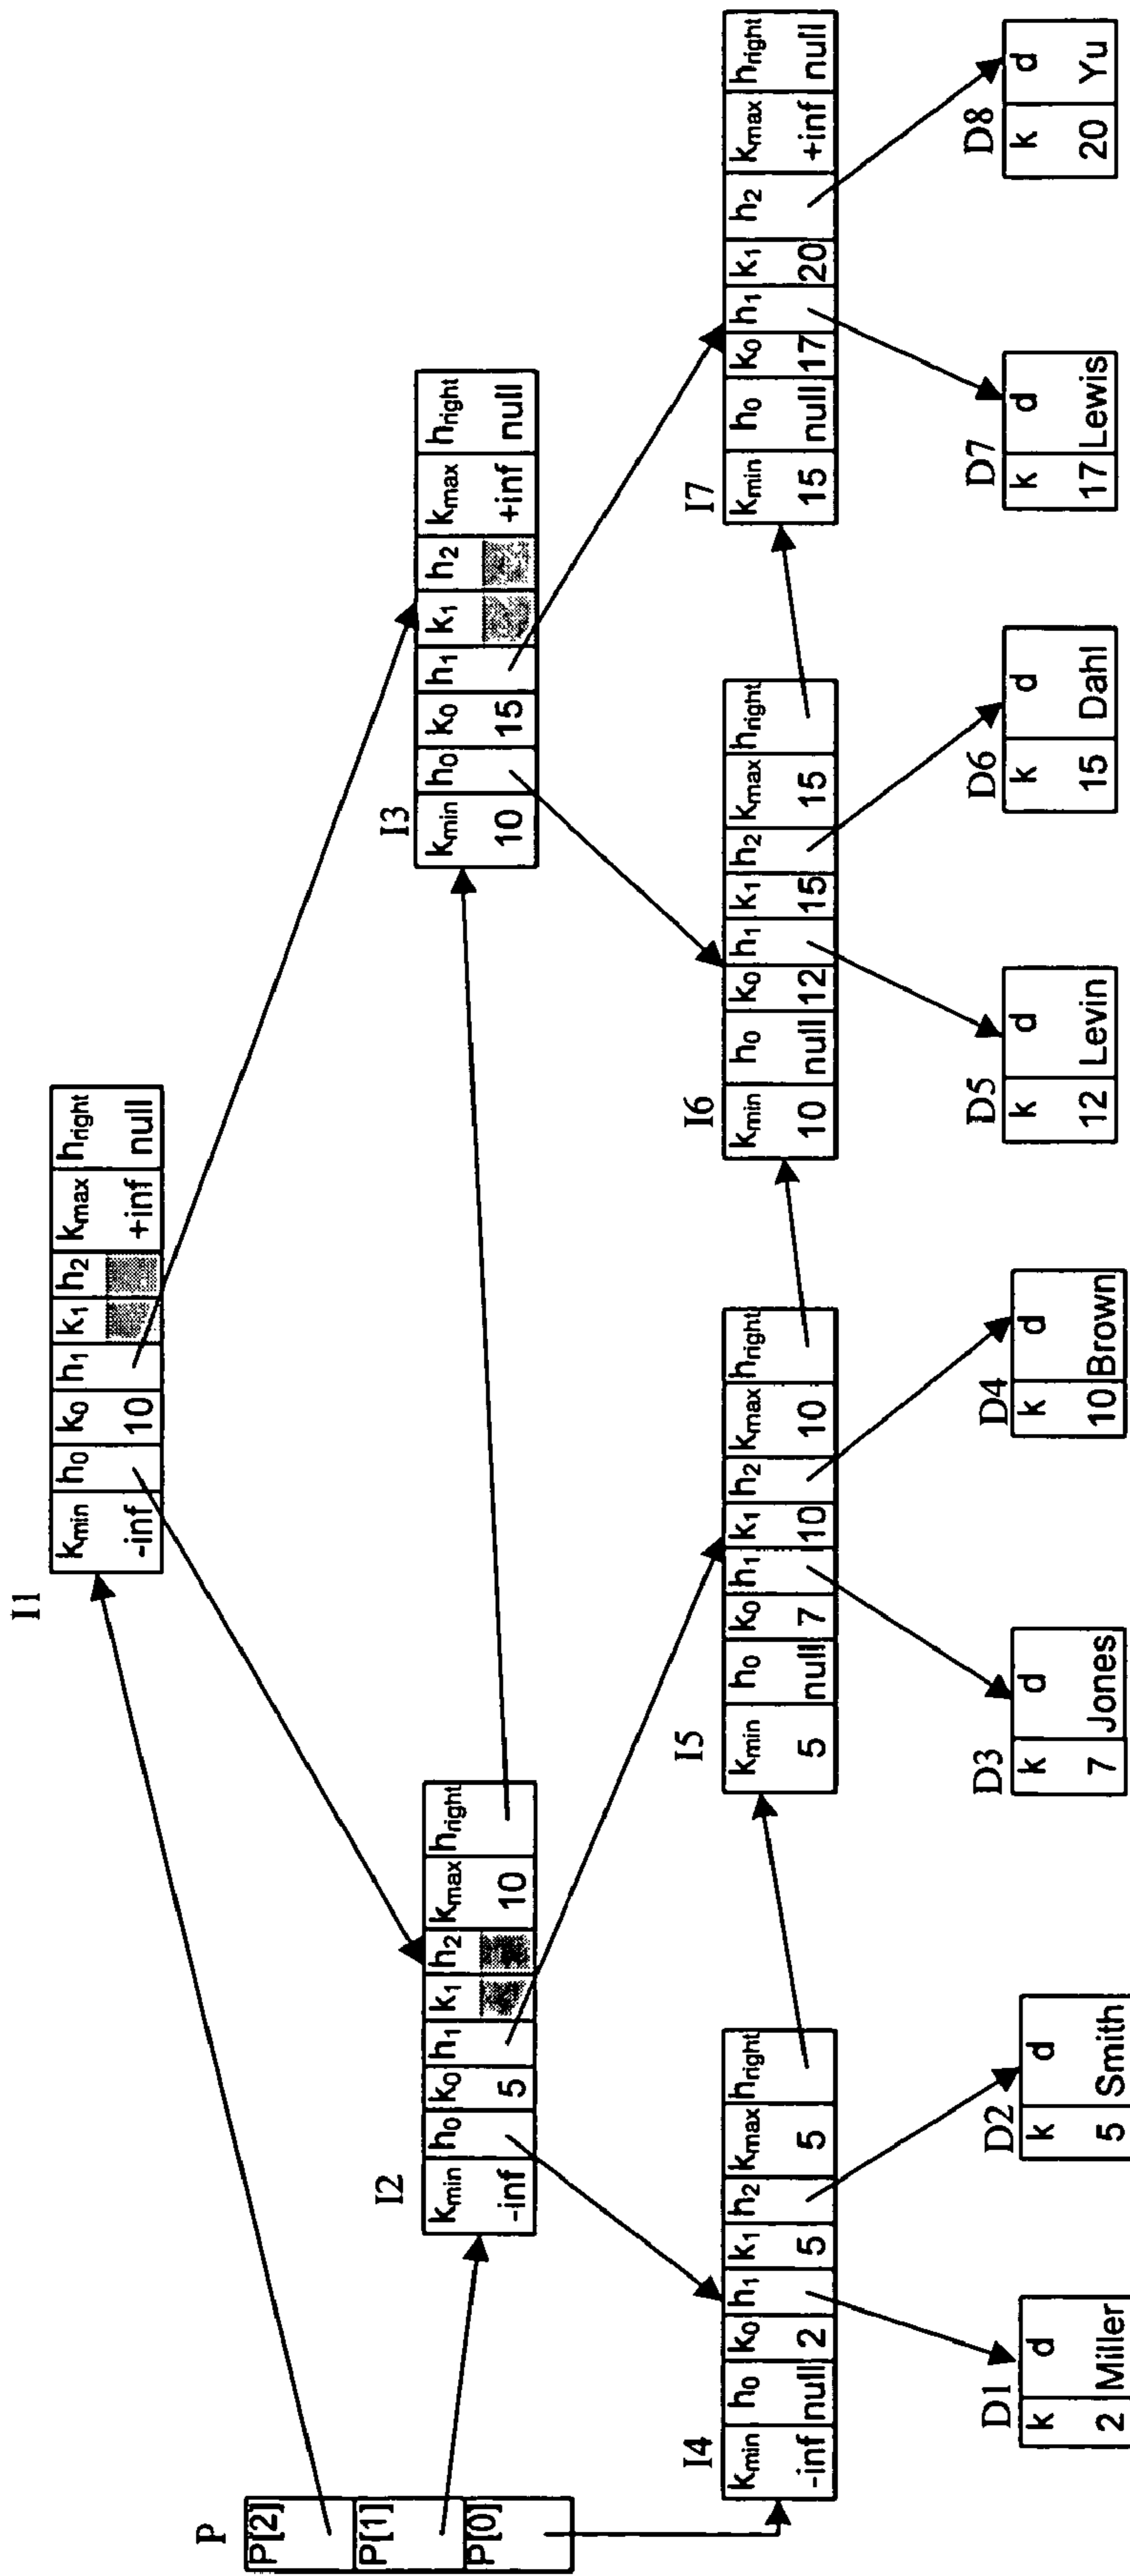 I1
kmin h0 k0 h1 k1 h2 kmax hright
-inf 10 +inf null
P
P[2]
P[1]
P[0]
I2
kmin h0 k0 h1 k1 h2 kmax hright
-inf 5 10
I3
kmin h0 k0 h1 k1 h2 kmax hright
10 15 +inf null
I4
kmin h0 k0 h1 k1 h2 kmax hright
-inf null 2 5 5
I5
kmin h0 k0 h1 k1 h2 kmax hright
5 null 7 10 10
I6
kmin h0 k0 h1 k1 h2 kmax hright
10 null 12 15 15
I7
kmin h0 k0 h1 k1 h2 kmax hright
15 null 17 20 +inf null
D1
k d
2 Miller
D2
k d
5 Smith
D3
k d
7 Jones
D4
k d
10 Brown
D5
k d
12 Levin
D6
k d
15 Dahl
D7
k d
17 Lewis
D8
k d
20 Yu